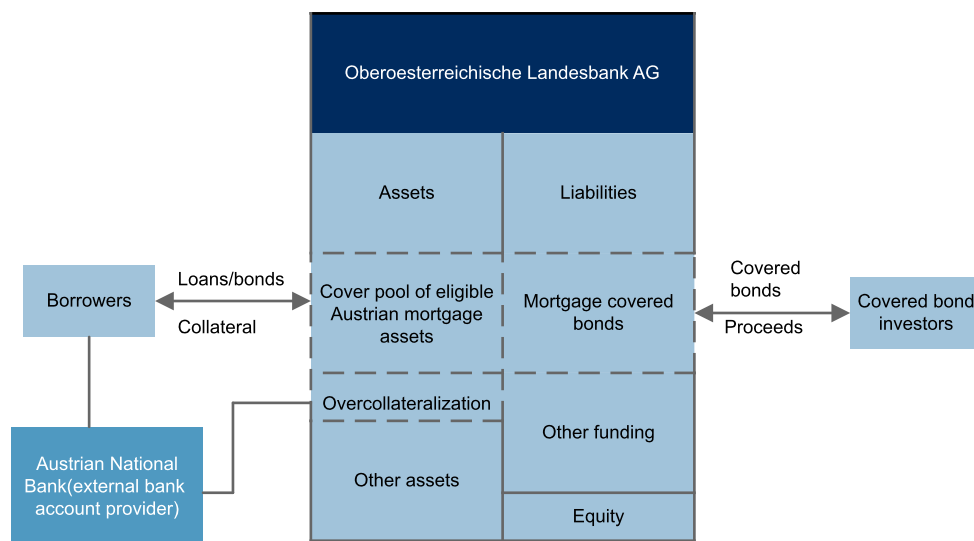 Oberoesterreichische Landesbank AG
Assets
Liabilities
Borrowers
Loans/bonds
Collateral
Cover pool of eligible
Austrian mortgage
assets
Mortgage covered
bonds
Covered
bonds
Proceeds
Covered bond
investors
Overcollateralization
Other funding
Austrian National
Bank(external bank
account provider)
Other assets
Equity